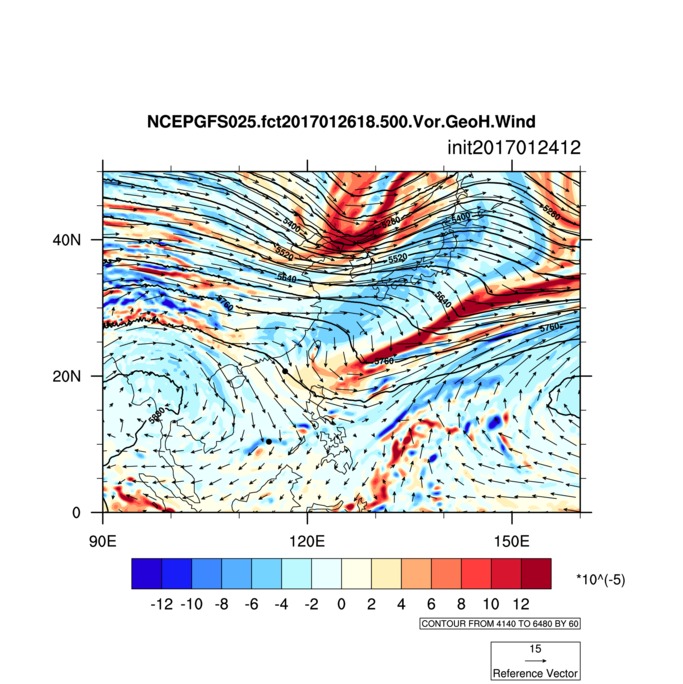 NCEPGFS025.fct2017012618.500.Vor.GeoH.Wind
init2017012412
5400
5280
5400
5280
5520
5520
5640
5640
5760
5760
5760
5880
40N
20N
0
90E 120E 150E
-12 -10 -8 -6 -4 -2 0 2 4 6 8 10 12
*10^(-5)
CONTOUR FROM 4140 TO 6480 BY 60
15
Reference Vector